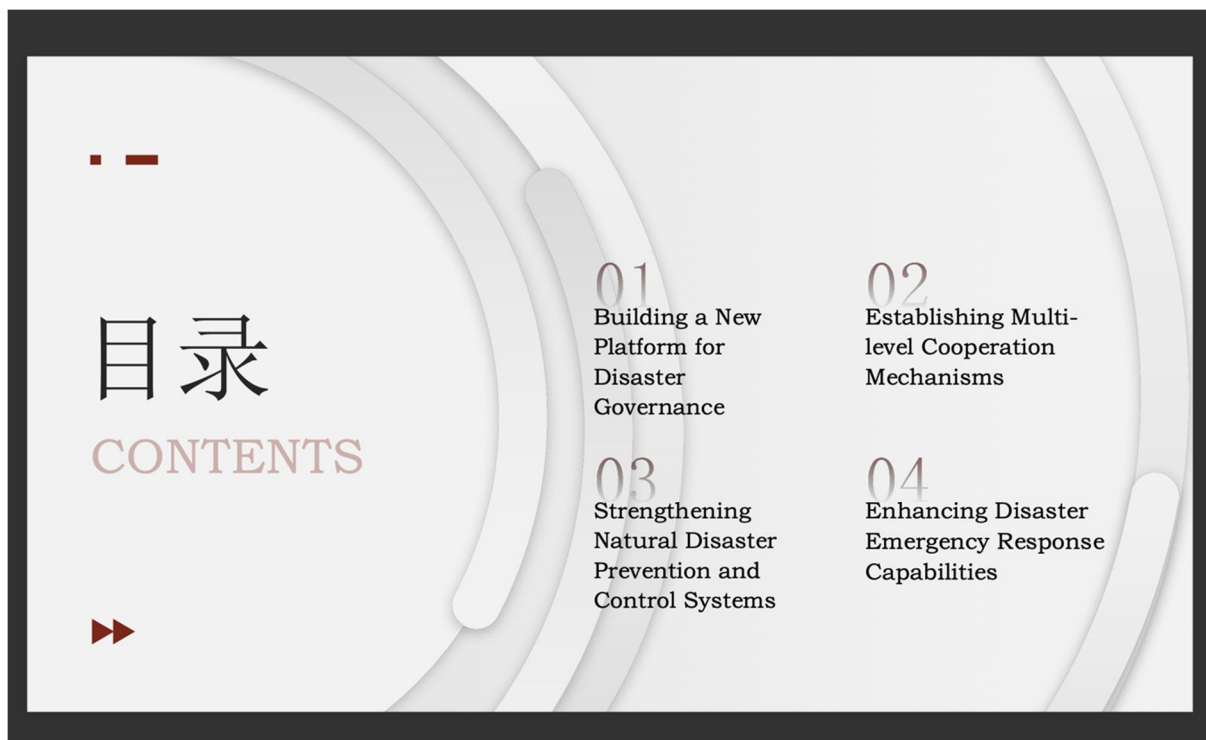 目录
CONTENTS
01
Building a New
Platform for
Disaster
Governance
02
Establishing Multi-
level Cooperation
Mechanisms
03
Strengthening
Natural Disaster
Prevention and
Control Systems
04
Enhancing Disaster
Emergency Response
Capabilities